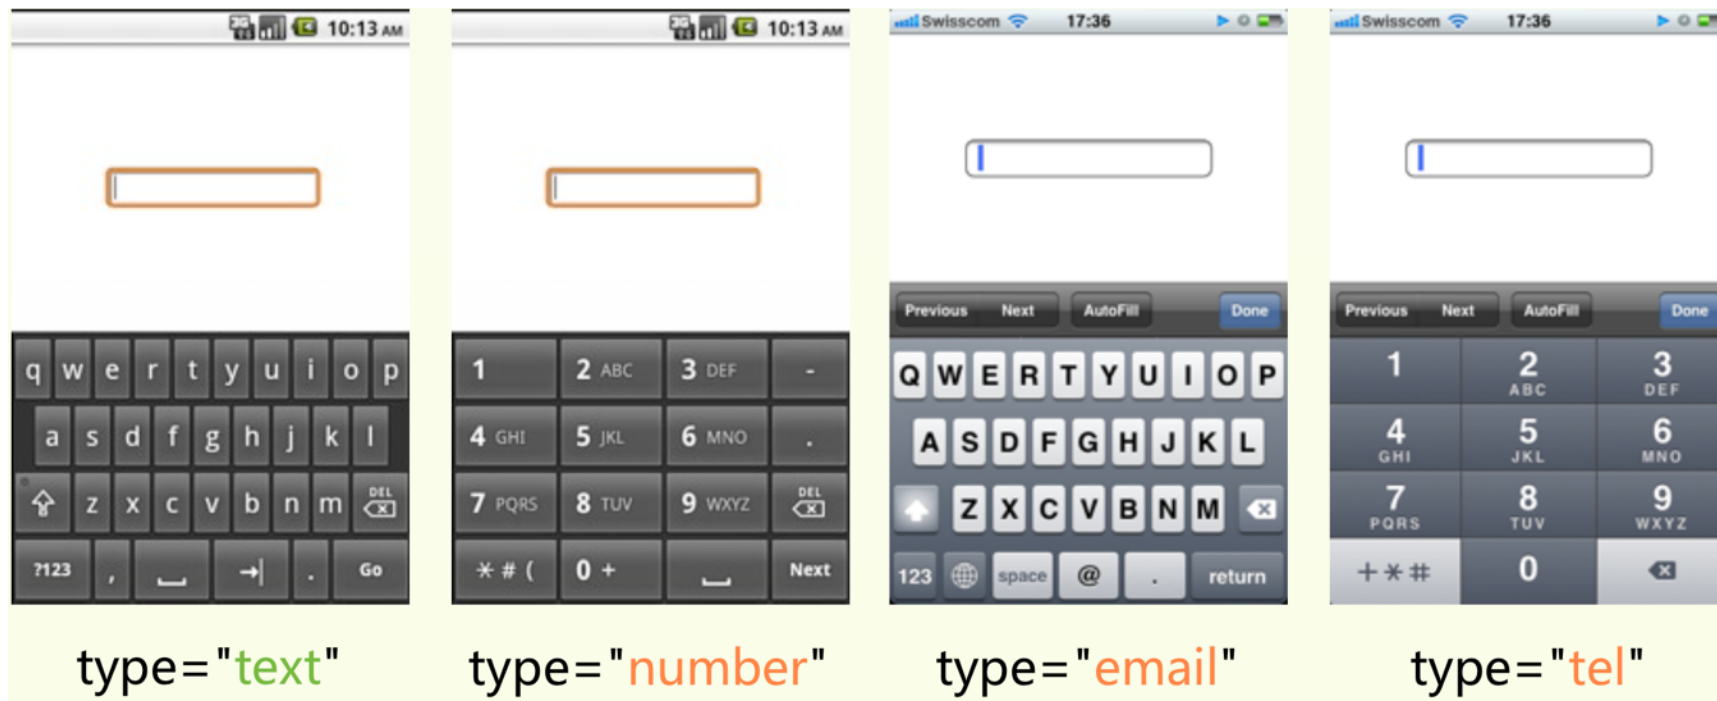 10:13 AM
q w e r t y u i o p
a s d f g h j k l
z x c v b n m DEL
?123 , . Go
type="text"
10:13 AM
1 2 ABC 3 DEF -
4 GHI 5 JKL 6 MNO .
7 PQRS 8 TUV 9 WXYZ DEL
* # ( 0 + Next
type="number"
Swisscom 17:36
Previous Next AutoFill Done
Q W E R T Y U I O P
A S D F G H J K L
Z X C V B N M
123 space @ . return
type="email"
Swisscom 17:36
Previous Next AutoFill Done
1 2 3
ABC DEF
4 5 6
GHI JKL MNO
7 8 9
PQRS TUV WXYZ
+*# 0
type="tel"